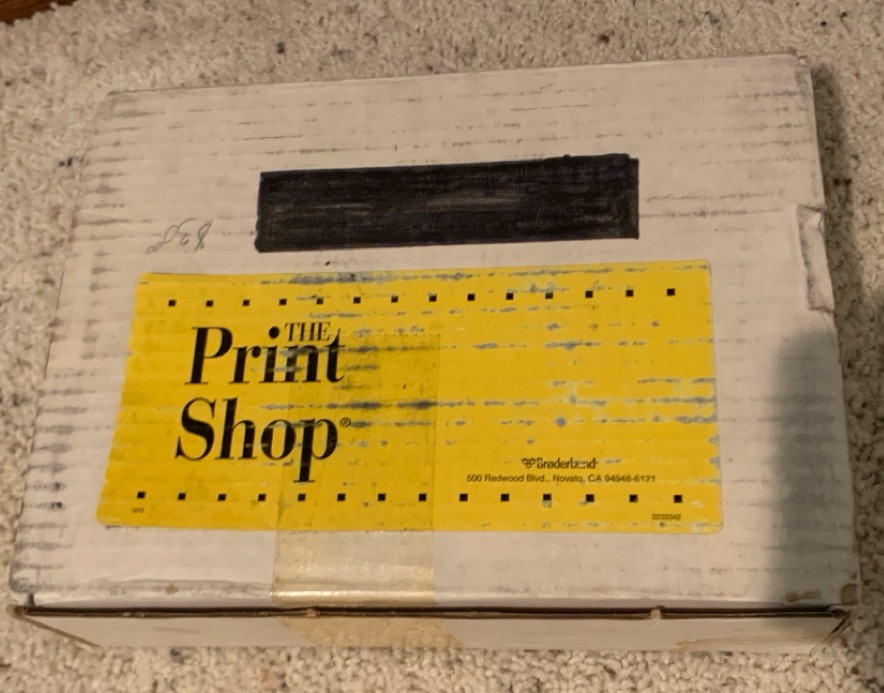 THE
Print
Shop®
Brøderbund
500 Redwood Blvd., Novato, CA 94948-6121